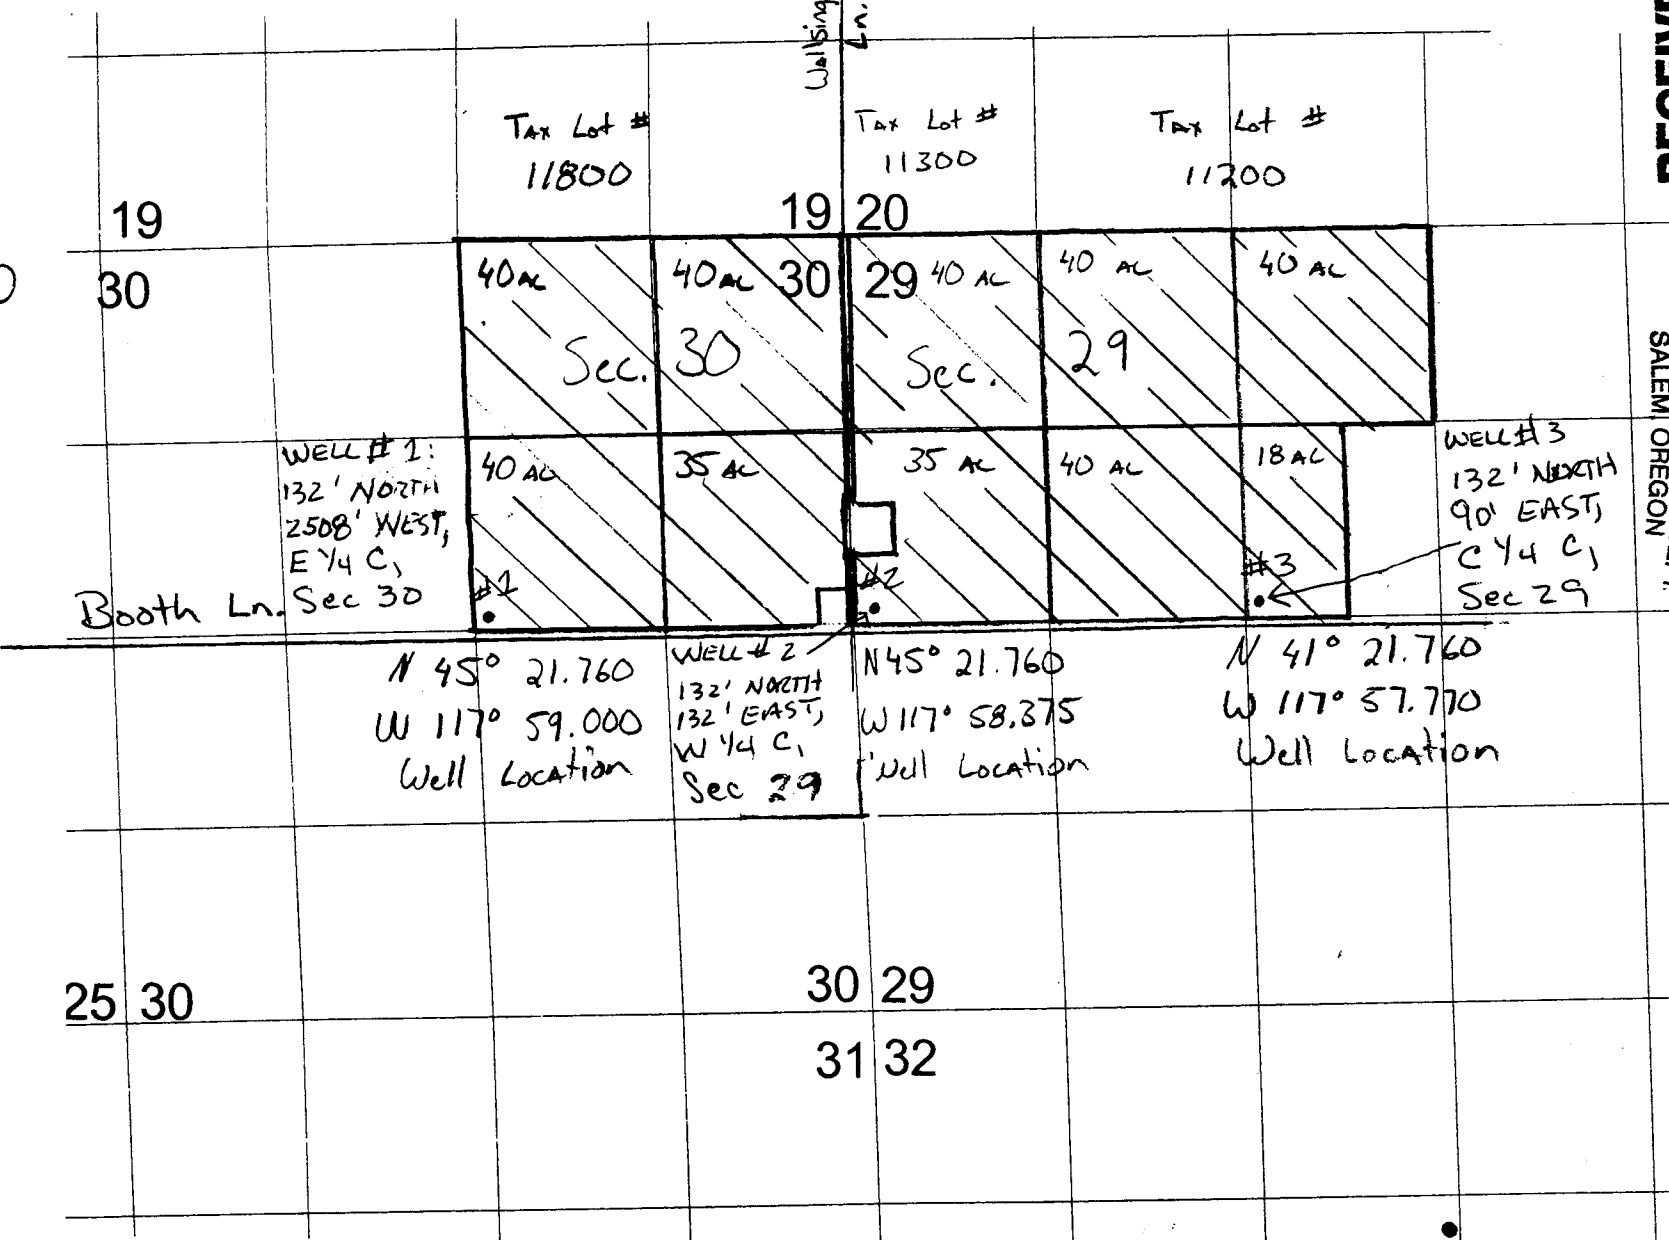 Ln.
Tax Lot #
11800
Tax Lot #
11300
Tax Lot #
11200
19
19 20
30
30 29
40 AC
40 AC
40 AC
40 AC
40 AC
Sec. 30
Sec. 29
40 AC
35 AC
35 AC
40 AC
18 AC
WELL # 1:
132' NORTH
2508' WEST,
E 1/4 C,
Sec 30
Booth Ln.
#1
#2
#3
WELL # 3
132' NORTH
90' EAST,
C 1/4 C,
Sec 29
N 45° 21.760
W 117° 59.000
Well Location
WELL # 2
132' NORTH
132' EAST,
W 1/4 C,
Sec 29
N 45° 21.760
W 117° 58.375
Well Location
N 41° 21.760
W 117° 57.770
Well Location
25 30
30 29
31 32
SALEM, OREGON